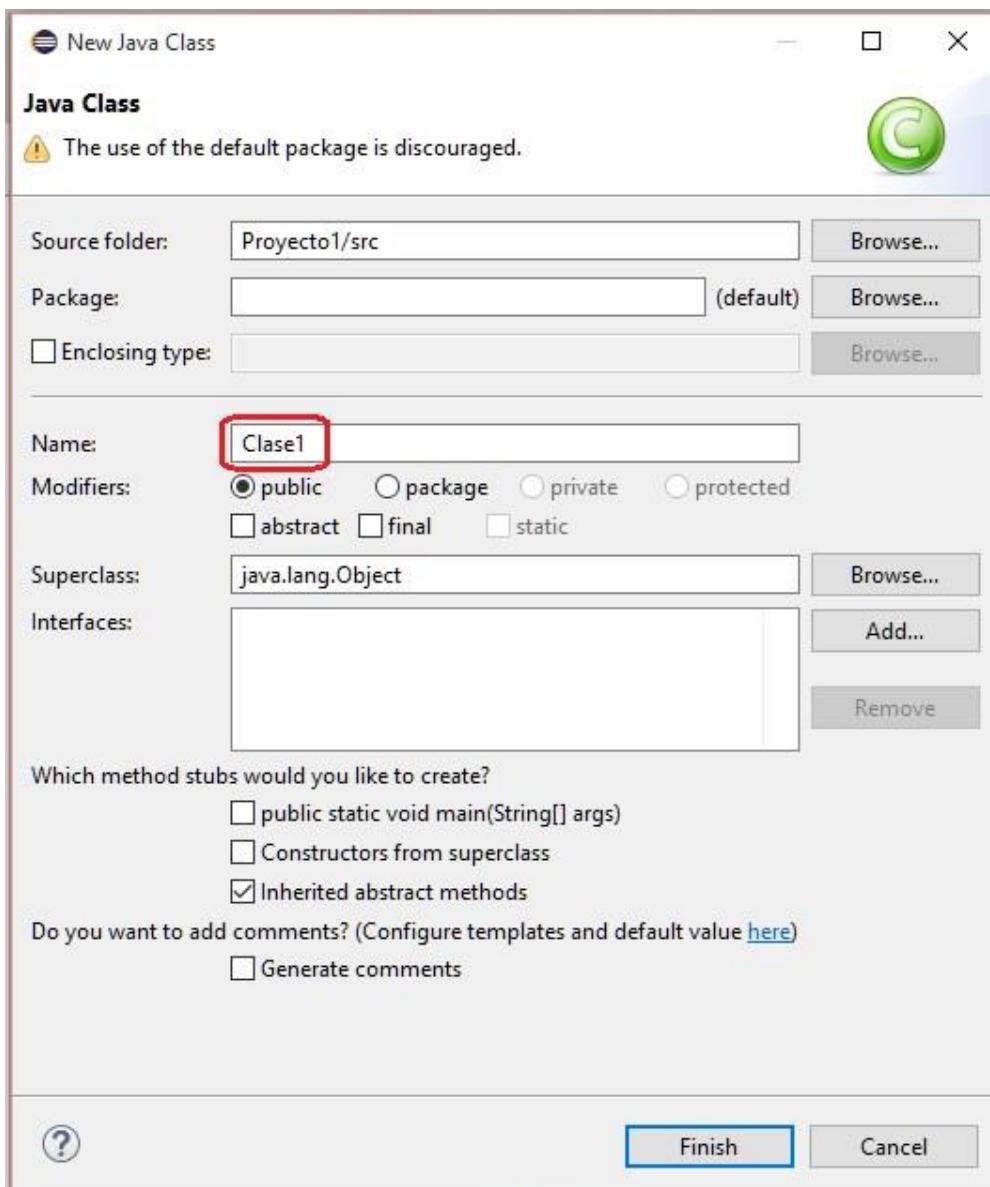 New Java Class
Java Class
The use of the default package is discouraged.
Source folder: Proyecto1/src Browse...
Package: (default) Browse...
Enclosing type: Browse...
Name: Clase1
Modifiers: public package private protected
abstract final static
Superclass: java.lang.Object Browse...
Interfaces: Add...
Remove
Which method stubs would you like to create?
public static void main(String[] args)
Constructors from superclass
Inherited abstract methods
Do you want to add comments? (Configure templates and default value here)
Generate comments
? Finish Cancel